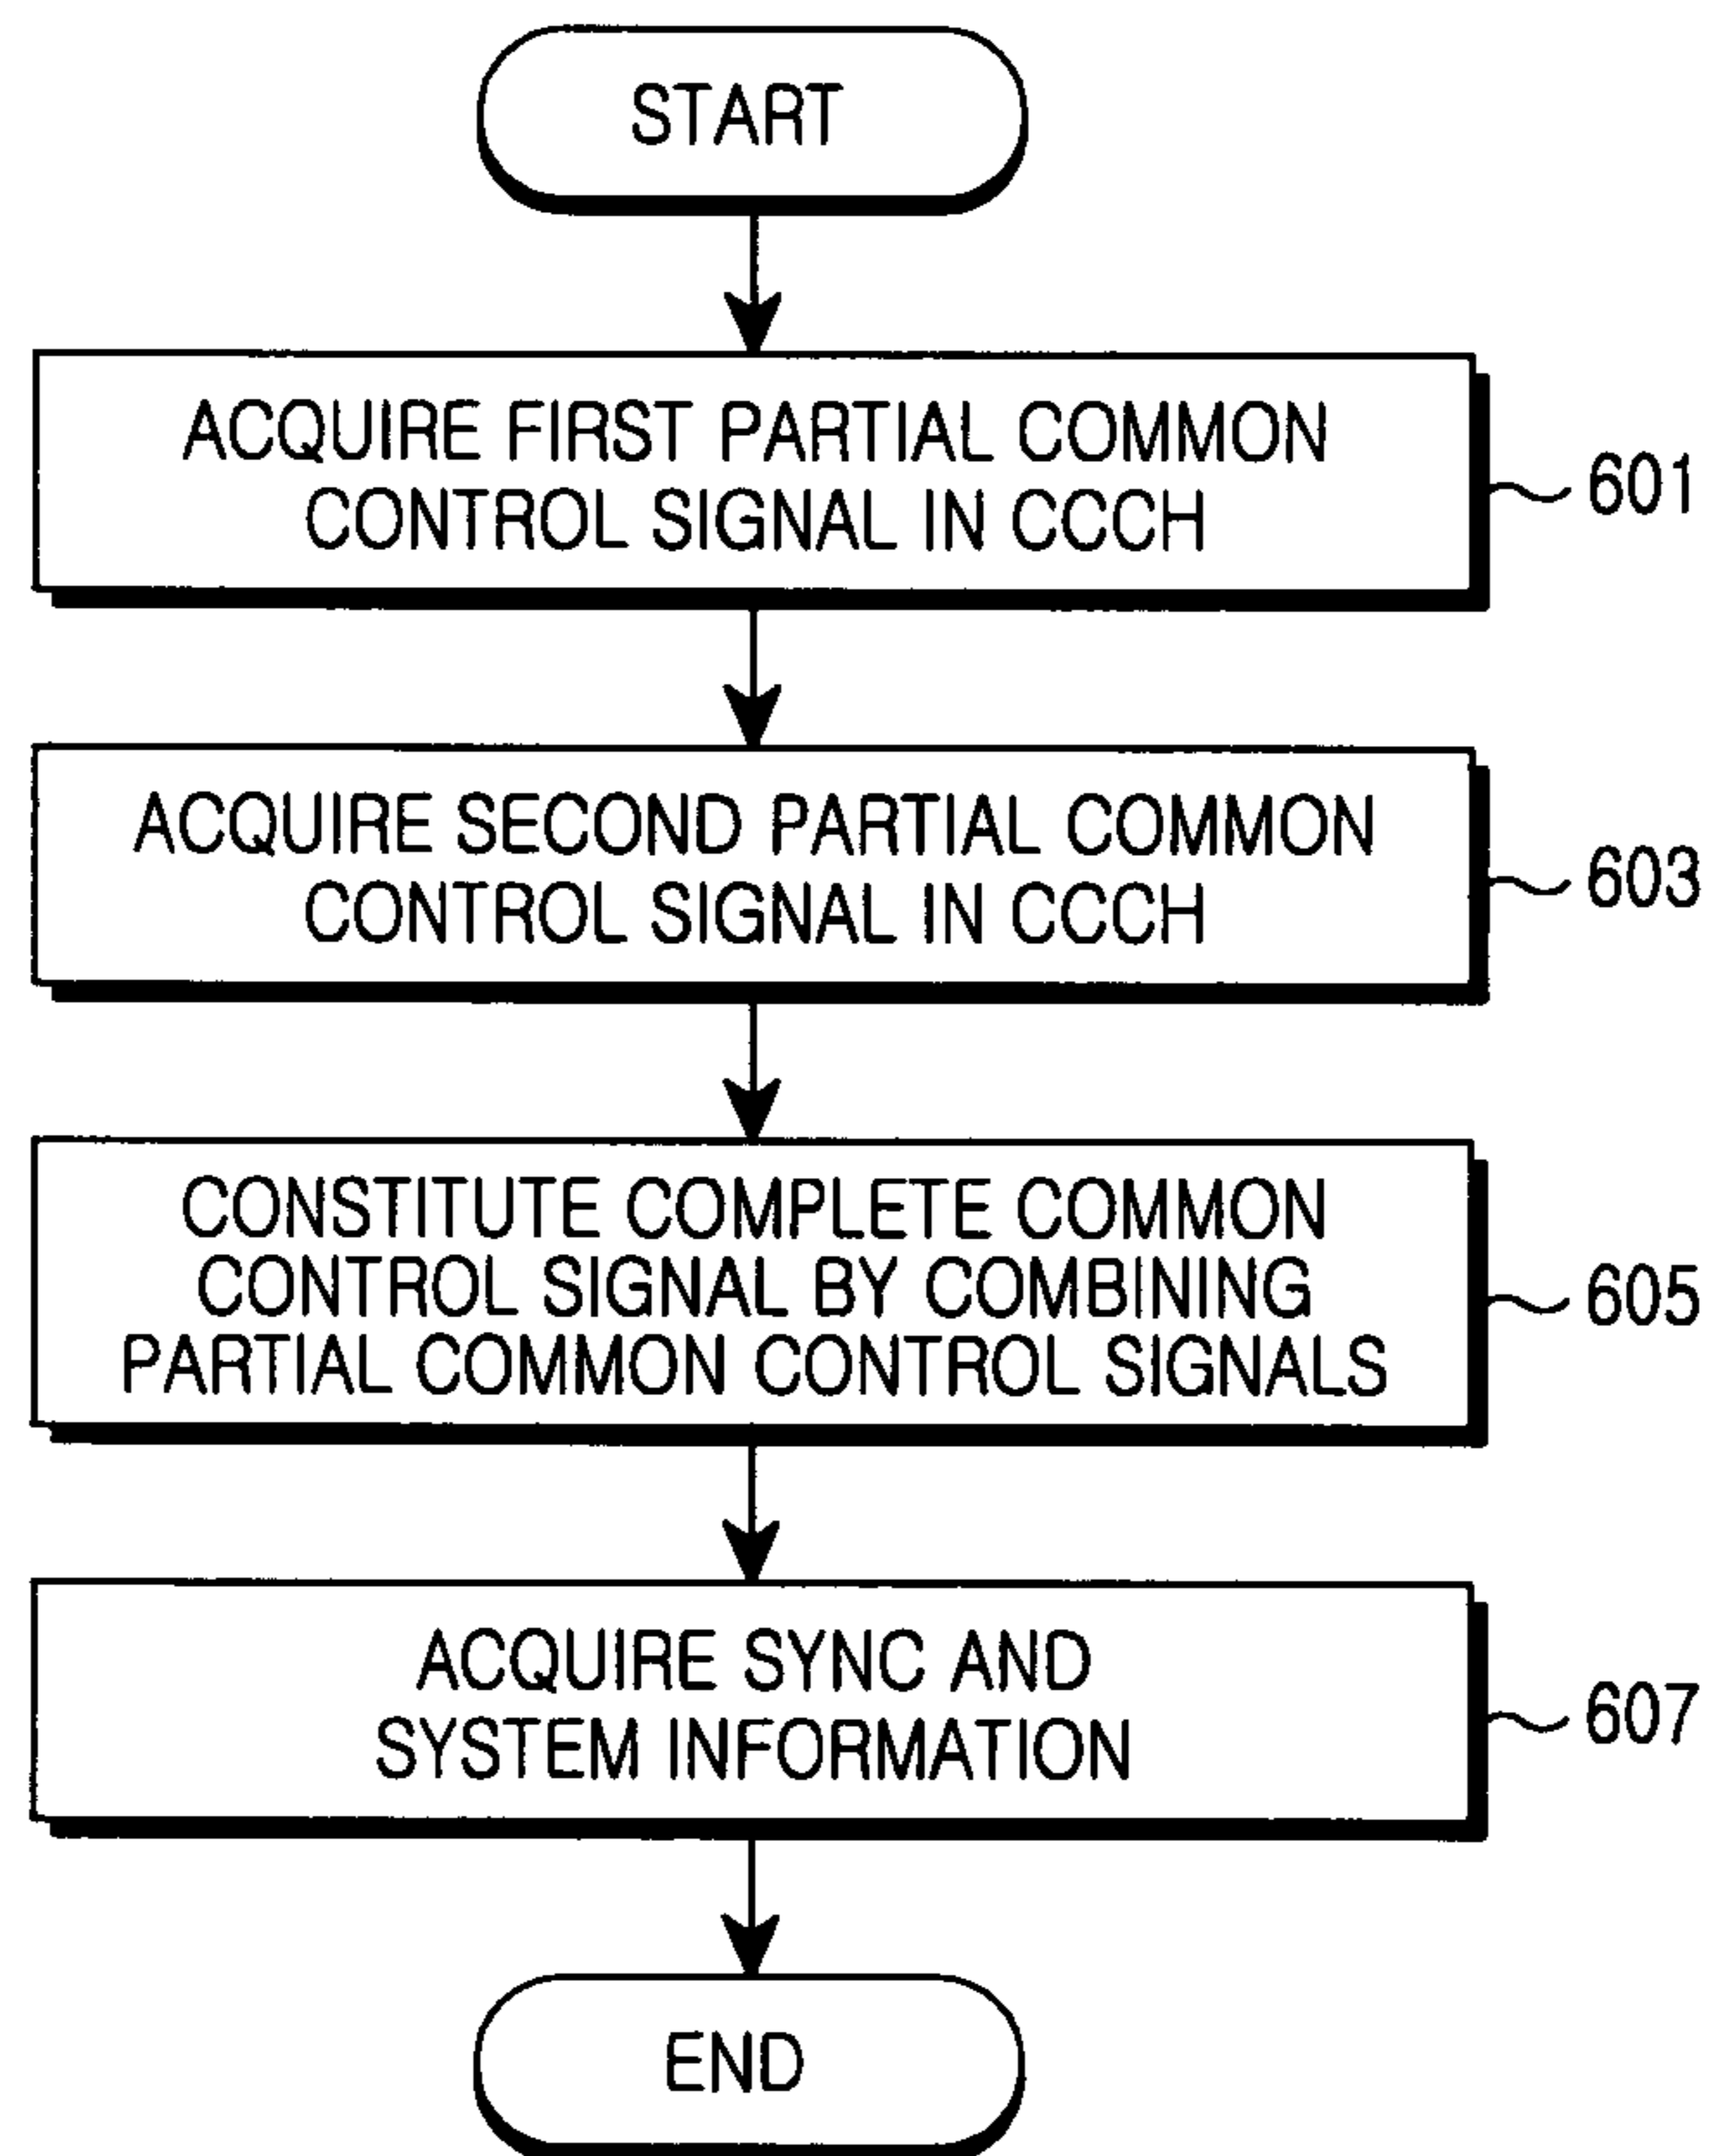 START
ACQUIRE FIRST PARTIAL COMMON
CONTROL SIGNAL IN CCCH
601
ACQUIRE SECOND PARTIAL COMMON
CONTROL SIGNAL IN CCCH
603
CONSTITUTE COMPLETE COMMON
CONTROL SIGNAL BY COMBINING
PARTIAL COMMON CONTROL SIGNALS
605
ACQUIRE SYNC AND
SYSTEM INFORMATION
607
END